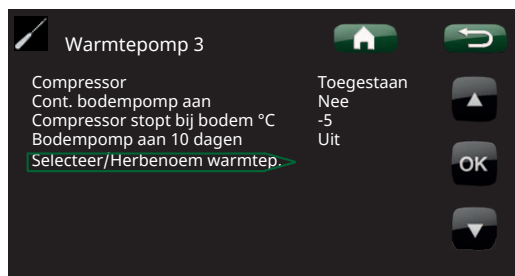 Warmtepomp 3
Compressor Toegestaan
Cont. bodempomp aan Nee
Compressor stopt bij bodem °C -5
Bodempomp aan 10 dagen Uit
Selecteer/Herbenoem warmtep.
OK